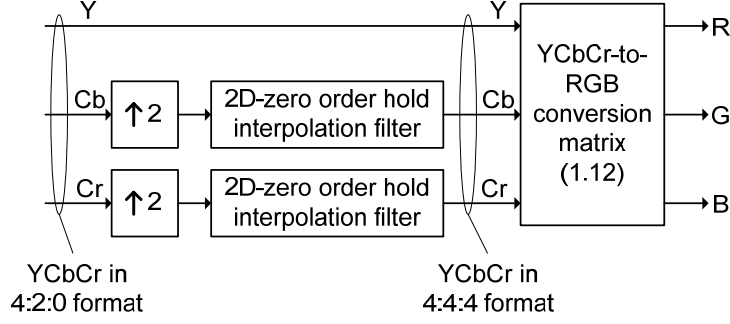 Y
Y
R
Cb
↑2
2D-zero order hold
interpolation filter
Cb
YCbCr-to-
RGB
conversion
matrix
(1.12)
G
Cr
↑2
2D-zero order hold
interpolation filter
Cr
B
YCbCr in
4:2:0 format
YCbCr in
4:4:4 format